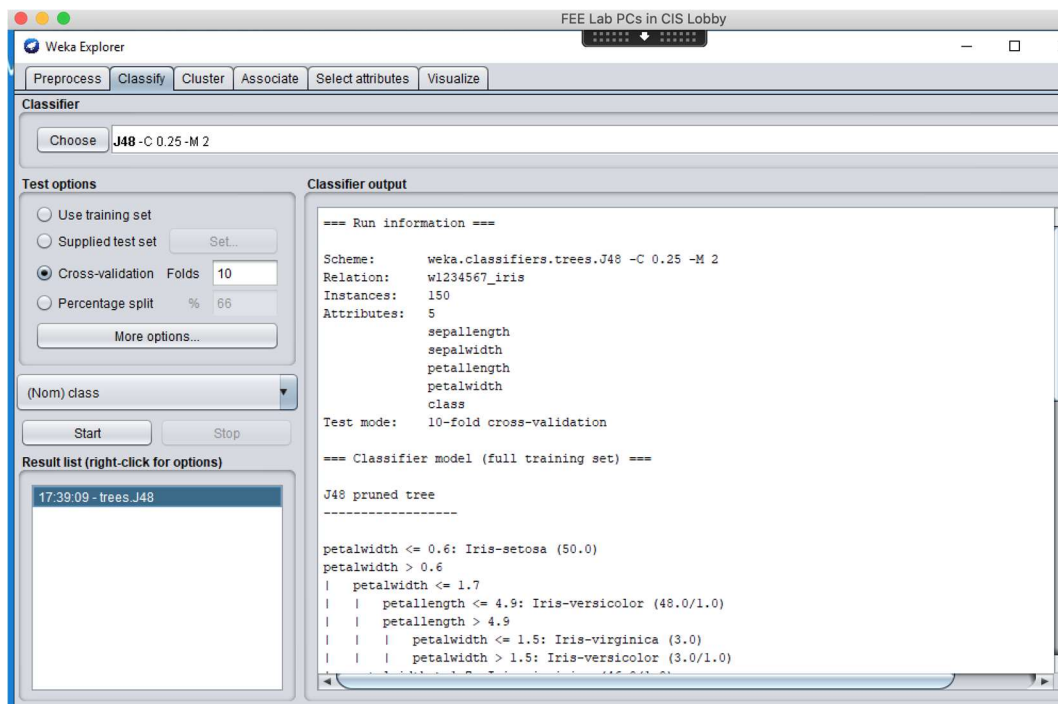 FEE Lab PCs in CIS Lobby
Weka Explorer
Preprocess Classify Cluster Associate Select attributes Visualize
Classifier
Choose J48 -C 0.25 -M 2
Test options
Use training set
Supplied test set Set...
Cross-validation Folds 10
Percentage split % 66
More options...
(Nom) class
Start Stop
Result list (right-click for options)
17:39:09 - trees.J48
Classifier output
=== Run information ===
Scheme: weka.classifiers.trees.J48 -C 0.25 -M 2
Relation: w1234567_iris
Instances: 150
Attributes: 5
sepallength
sepalwidth
petallength
petalwidth
class
Test mode: 10-fold cross-validation
=== Classifier model (full training set) ===
J48 pruned tree
------------------
petalwidth <= 0.6: Iris-setosa (50.0)
petalwidth > 0.6
| petalwidth <= 1.7
| | petallength <= 4.9: Iris-versicolor (48.0/1.0)
| | petallength > 4.9
| | | petalwidth <= 1.5: Iris-virginica (3.0)
| | | petalwidth > 1.5: Iris-versicolor (3.0/1.0)